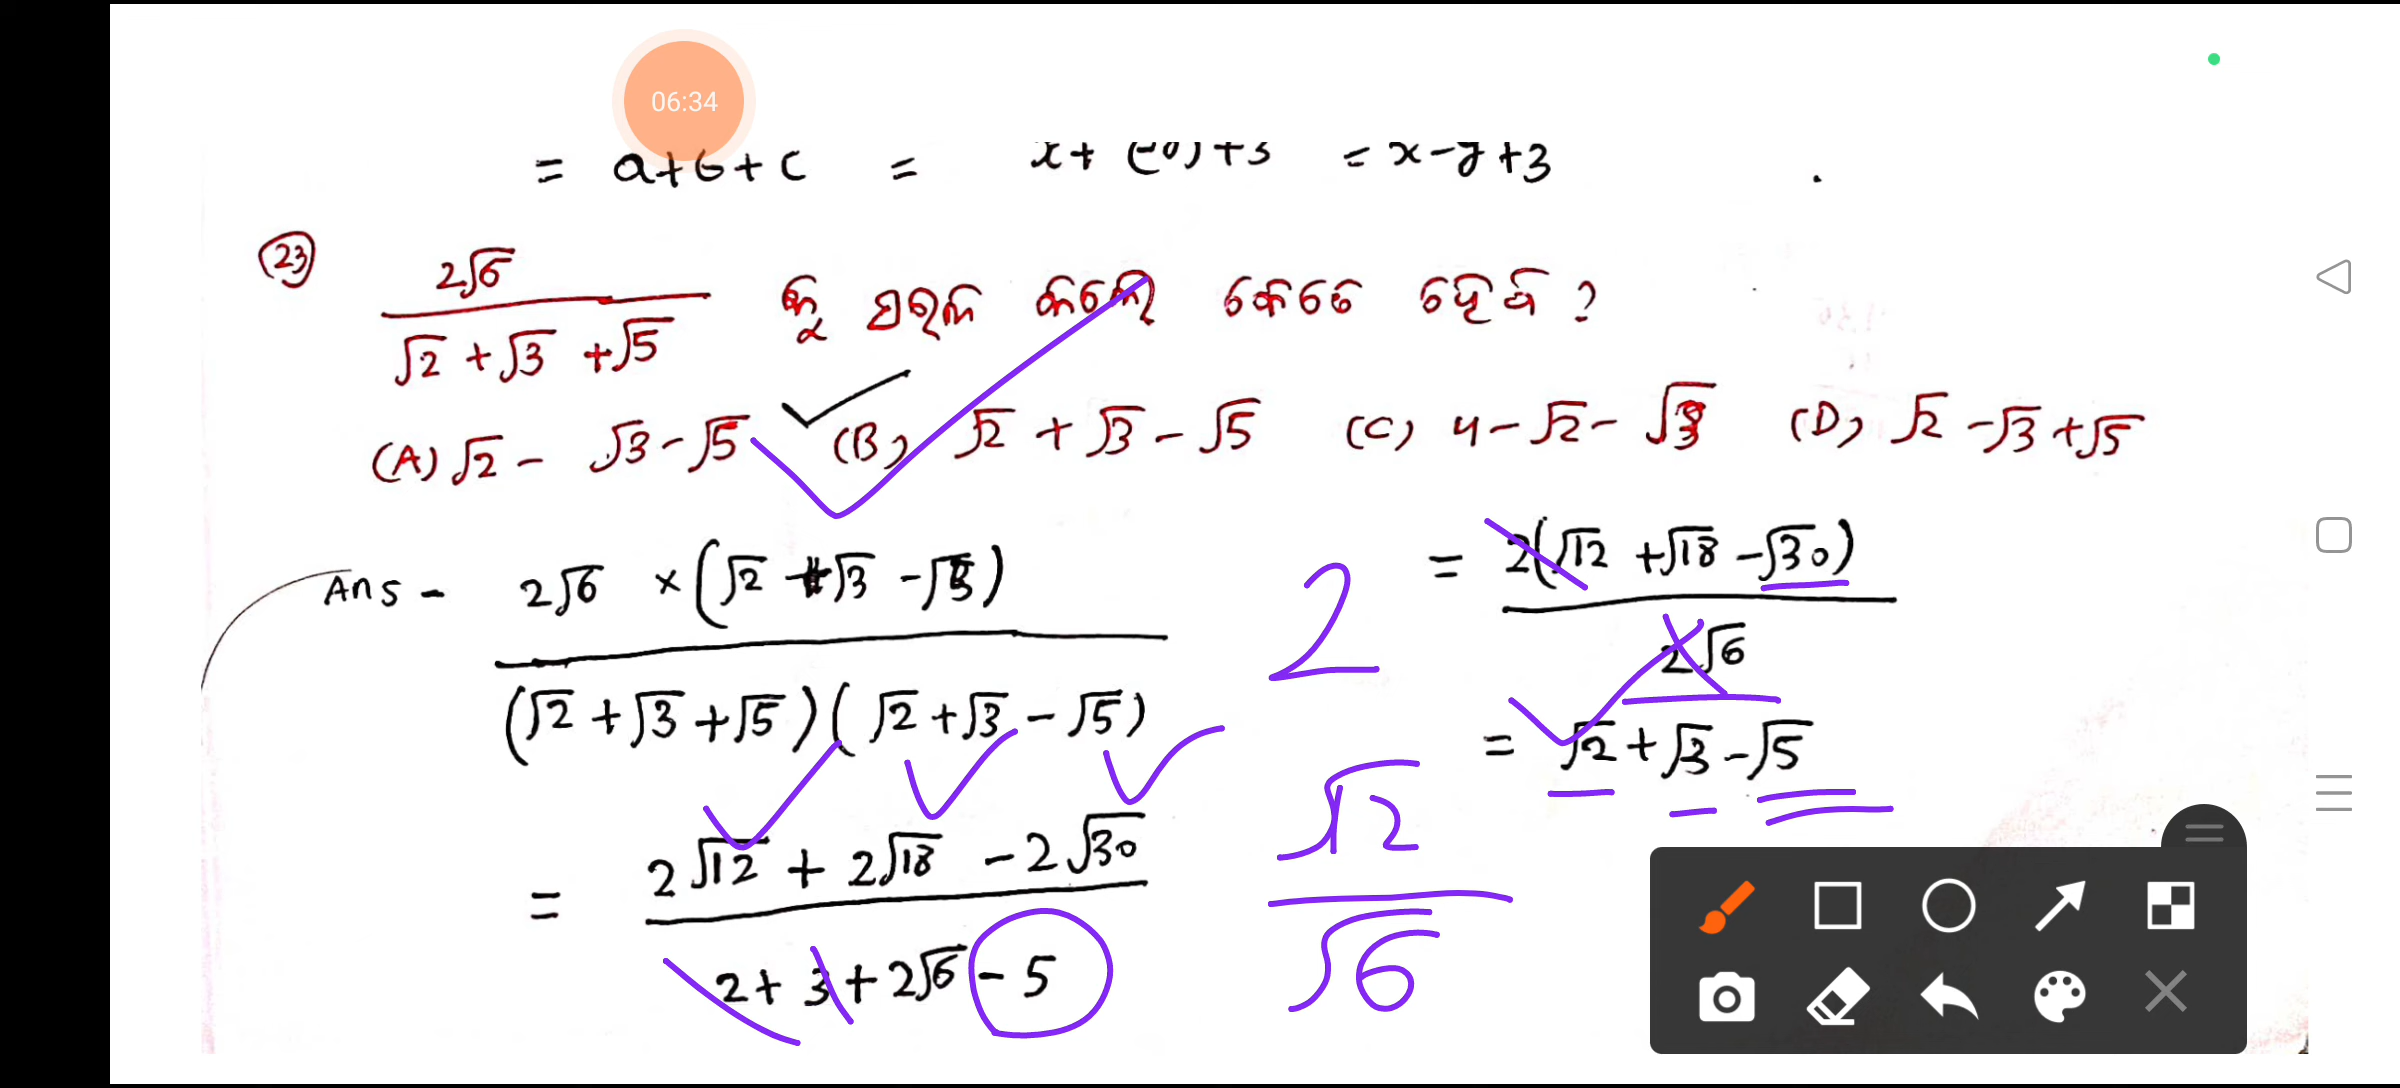 06:34
= a+b+c = x+(-y)+3 = x-y+3
(23) 2√6 / √2 + √3 + √5 କୁ ସରଳ କଲେ କେତେ ହେବ ?
(A) √2 - √3 - √5 (B) √2 + √3 - √5 (C) 4 - √2 - √3 (D) √2 - √3 + √5
Ans - 2√6 × (√2 + √3 - √5) / (√2 + √3 + √5)(√2 + √3 - √5)
= 2√12 + 2√18 - 2√30 / 2 + 3 + 2√6 - 5
2
√12 / √6
= 2(√12 + √18 - √30) / 2√6
= √2 + √3 - √5